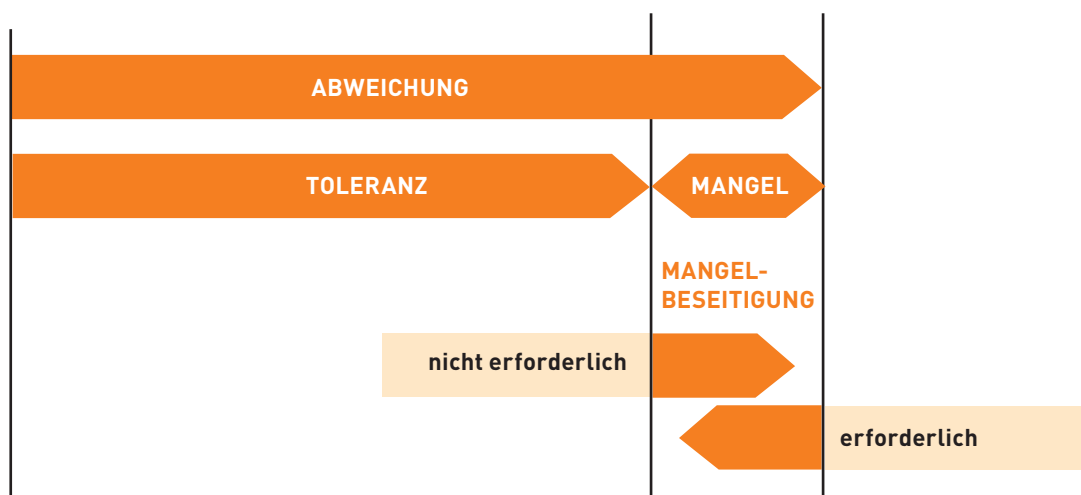 ABWEICHUNG
TOLERANZ
MANGEL
MANGEL-
BESEITIGUNG
nicht erforderlich
erforderlich